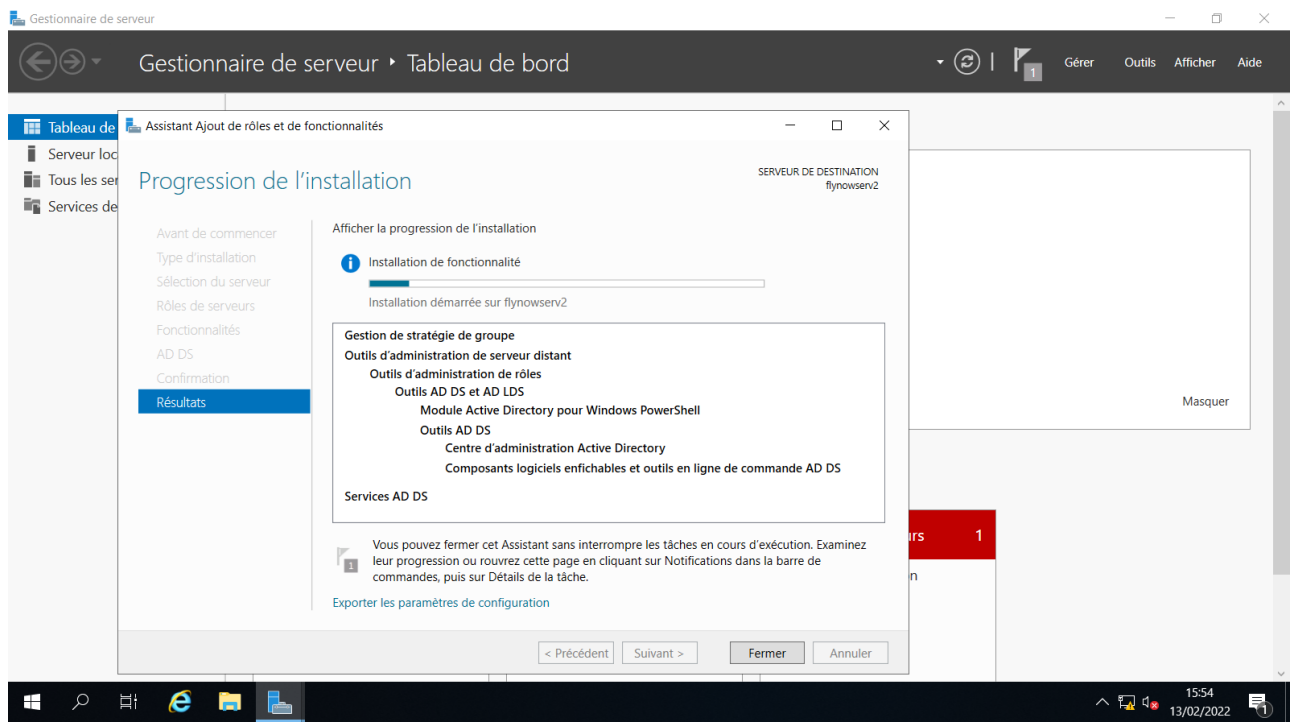 Gestionnaire de serveur
Gestionnaire de serveur ‣ Tableau de bord
1
Gérer
Outils
Afficher
Aide
Tableau de
Serveur loc
Tous les ser
Services de
Assistant Ajout de rôles et de fonctionnalités
Progression de l'installation
SERVEUR DE DESTINATION
flynowserv2
Avant de commencer
Type d'installation
Sélection du serveur
Rôles de serveurs
Fonctionnalités
AD DS
Confirmation
Résultats
Afficher la progression de l'installation
Installation de fonctionnalité
Installation démarrée sur flynowserv2
Gestion de stratégie de groupe
Outils d'administration de serveur distant
Outils d'administration de rôles
Outils AD DS et AD LDS
Module Active Directory pour Windows PowerShell
Outils AD DS
Centre d'administration Active Directory
Composants logiciels enfichables et outils en ligne de commande AD DS
Services AD DS
1
Vous pouvez fermer cet Assistant sans interrompre les tâches en cours d'exécution. Examinez
leur progression ou rouvrez cette page en cliquant sur Notifications dans la barre de
commandes, puis sur Détails de la tâche.
Exporter les paramètres de configuration
< Précédent
Suivant >
Fermer
Annuler
Masquer
rs 1
n
15:54
13/02/2022
1